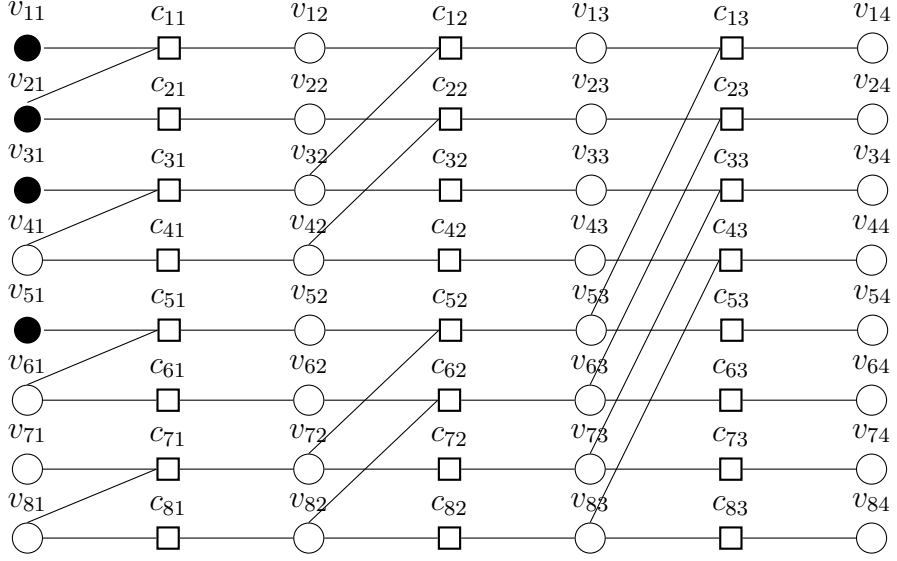 v11 c11 v12 c12 v13 c13 v14
v21 c21 v22 c22 v23 c23 v24
v31 c31 v32 c32 v33 c33 v34
v41 c41 v42 c42 v43 c43 v44
v51 c51 v52 c52 v53 c53 v54
v61 c61 v62 c62 v63 c63 v64
v71 c71 v72 c72 v73 c73 v74
v81 c81 v82 c82 v83 c83 v84